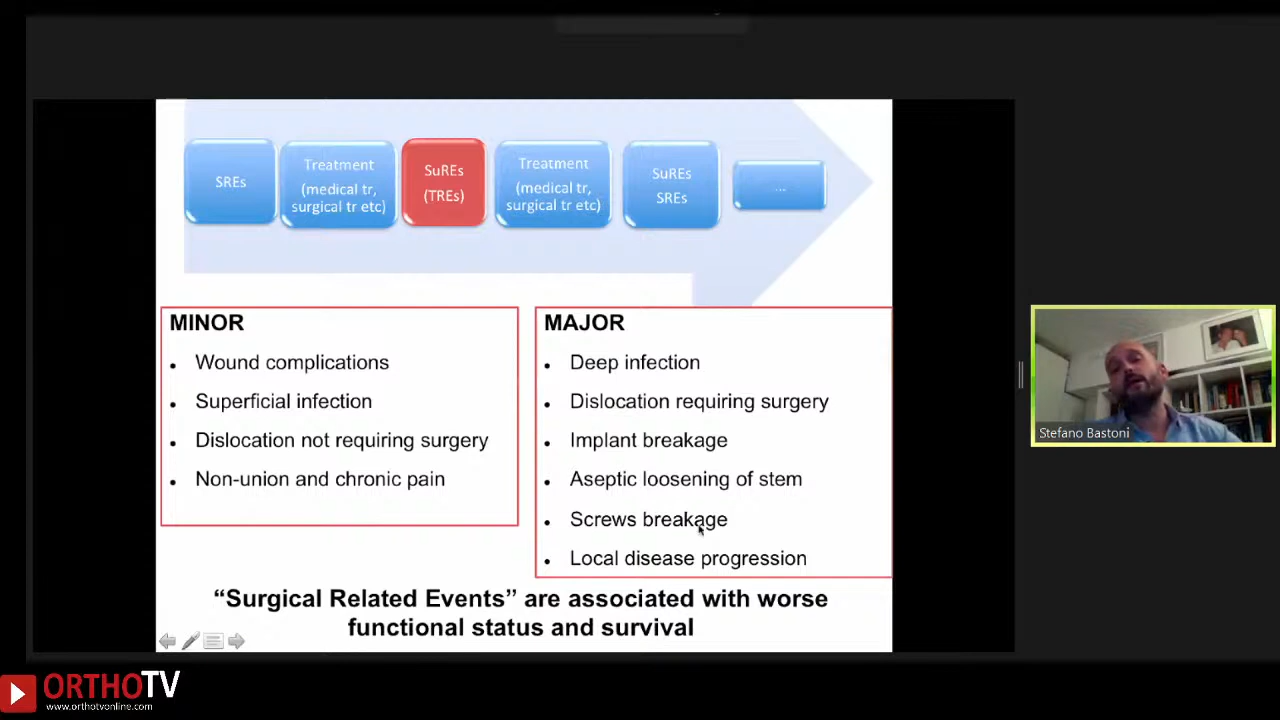 SREs
Treatment
(medical tr,
surgical tr etc)
SuREs
(TREs)
Treatment
(medical tr,
surgical tr etc)
SuREs
SREs
...
MINOR
• Wound complications
• Superficial infection
• Dislocation not requiring surgery
• Non-union and chronic pain
MAJOR
• Deep infection
• Dislocation requiring surgery
• Implant breakage
• Aseptic loosening of stem
• Screws breakage
• Local disease progression
“Surgical Related Events” are associated with worse
functional status and survival
Stefano Bastoni
ORTHOTV
www.orthotvonline.com